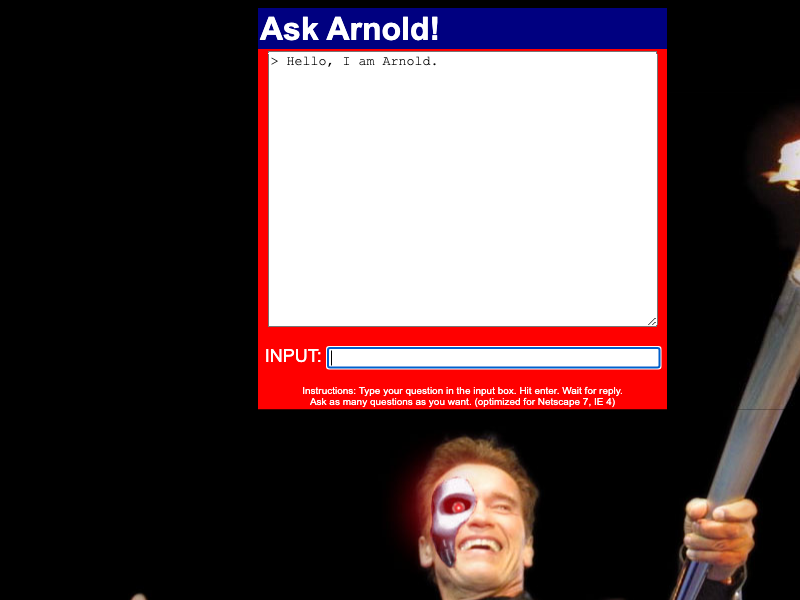 Ask Arnold!
> Hello, I am Arnold.
INPUT:
Instructions: Type your question in the input box. Hit enter. Wait for reply.
Ask as many questions as you want. (optimized for Netscape 7, IE 4)